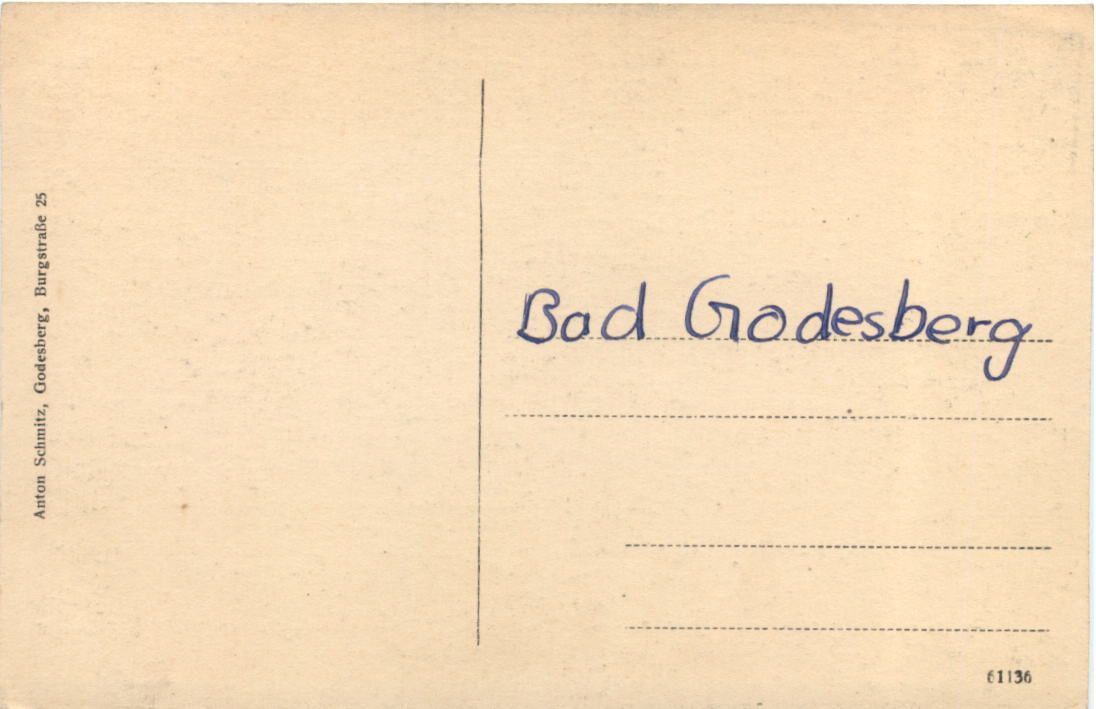 Anton Schmitz, Godesberg, Burgstraße 25
Bad Godesberg
61136